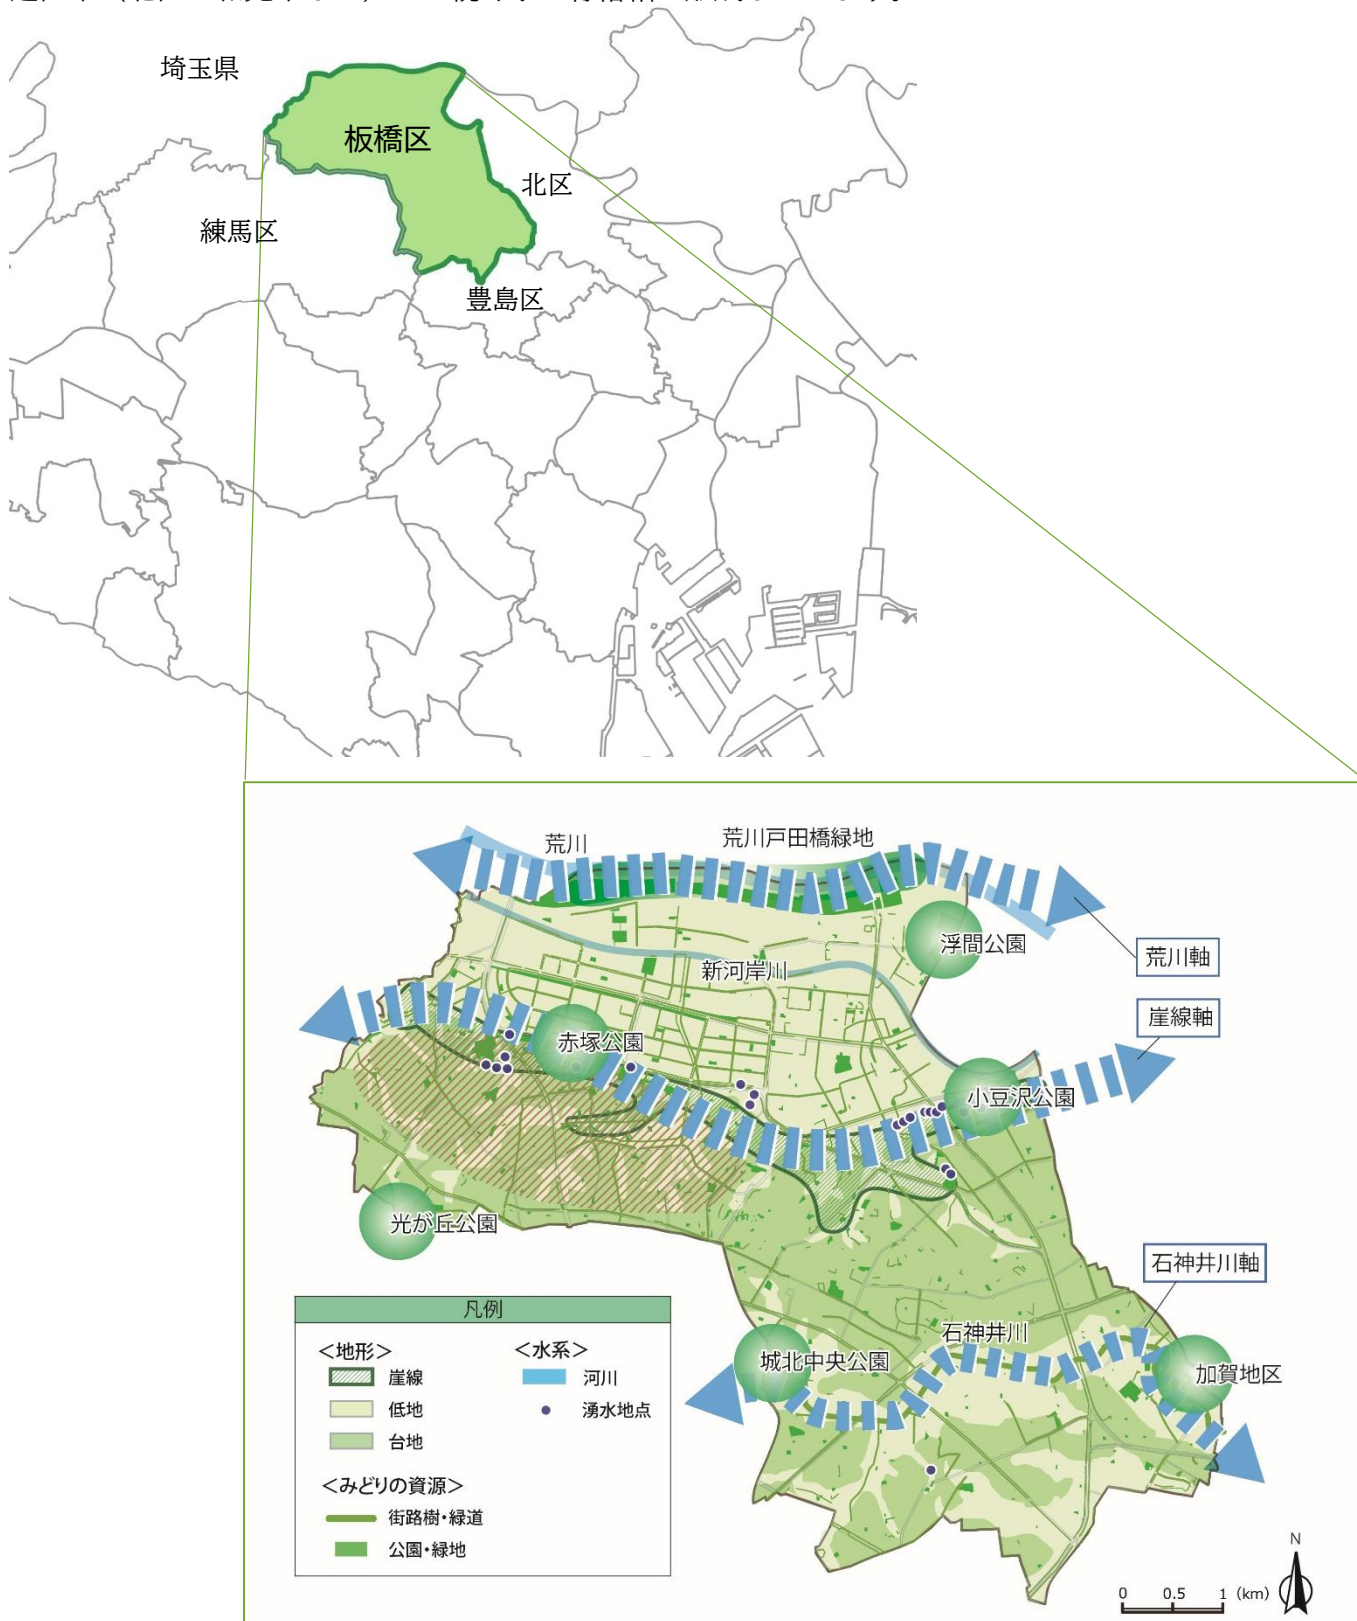 埼玉県
板橋区
北区
練馬区
豊島区
荒川
荒川戸田橋緑地
浮間公園
荒川軸
新河岸川
崖線軸
赤塚公園
小豆沢公園
光が丘公園
石神井川軸
石神井川
城北中央公園
加賀地区
凡例
＜地形＞
崖線
低地
台地
＜水系＞
河川
湧水地点
＜みどりの資源＞
街路樹・緑道
公園・緑地
N
0 0.5 1 (km)